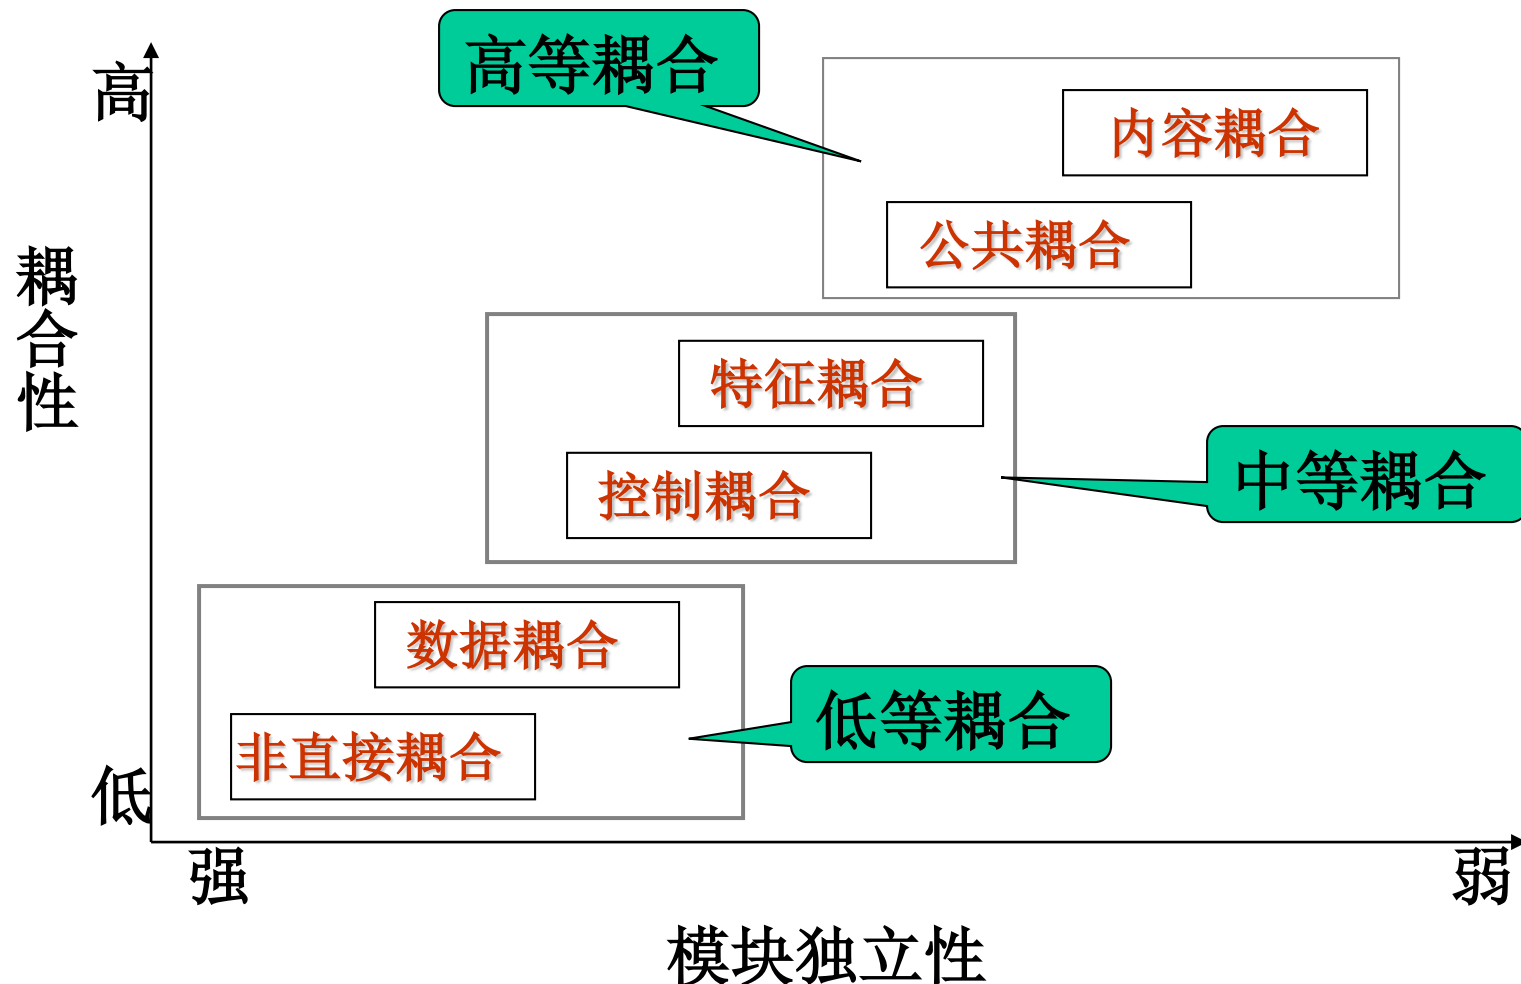 高等耦合
高
内容耦合
公共耦合
耦合性
特征耦合
中等耦合
控制耦合
数据耦合
低等耦合
非直接耦合
低
强
弱
模块独立性